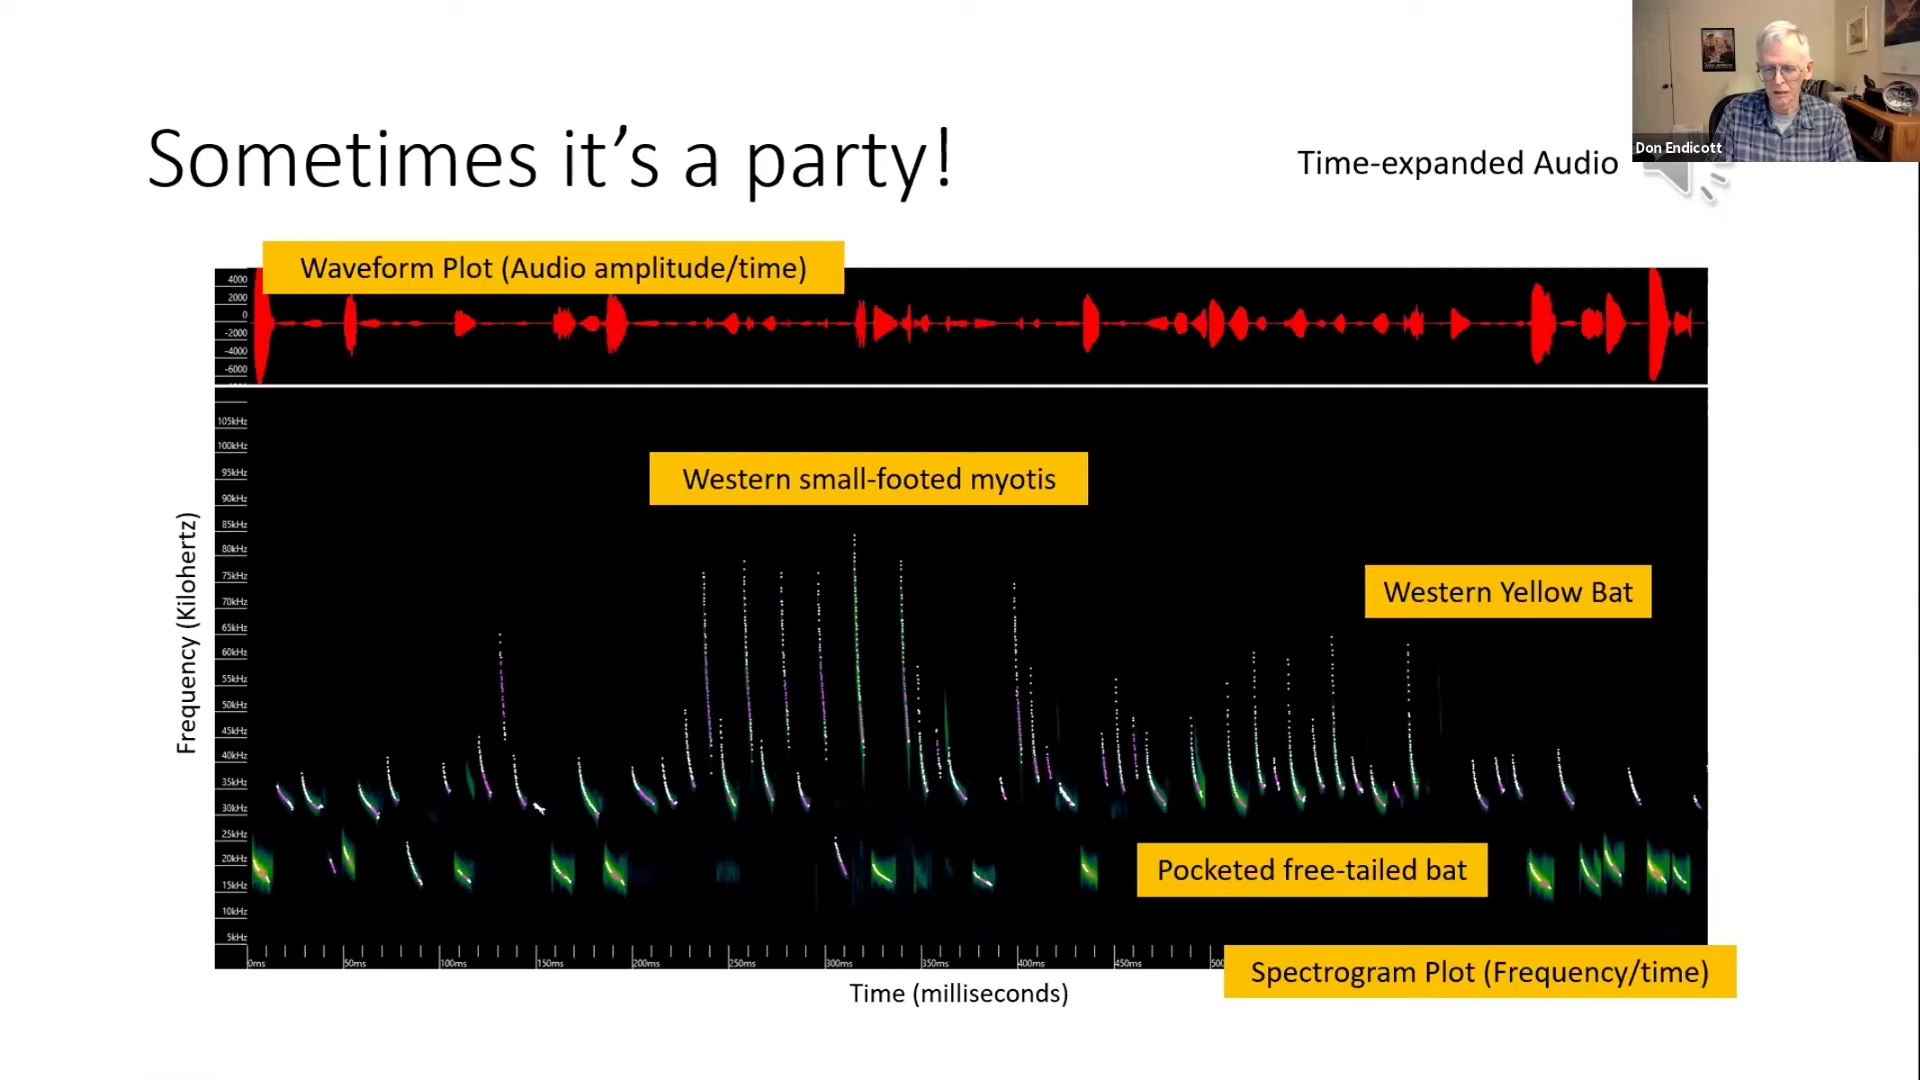 Sometimes it's a party!
Time-expanded Audio
Don Endicott
Waveform Plot (Audio amplitude/time)
4000
2000
0
-2000
-4000
-6000
Western small-footed myotis
Western Yellow Bat
Pocketed free-tailed bat
Frequency (Kilohertz)
105kHz
100kHz
95kHz
90kHz
85kHz
80kHz
75kHz
70kHz
65kHz
60kHz
55kHz
50kHz
45kHz
40kHz
35kHz
30kHz
25kHz
20kHz
15kHz
10kHz
5kHz
0ms 50ms 100ms 150ms 200ms 250ms 300ms 350ms 400ms 450ms 500
Spectrogram Plot (Frequency/time)
Time (milliseconds)